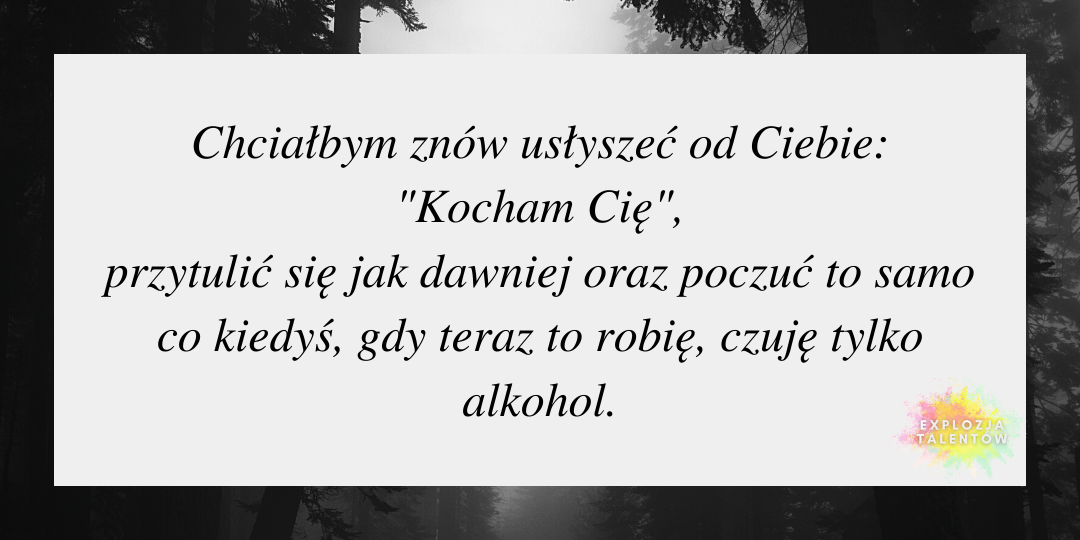 Chciałbym znów usłyszeć od Ciebie:
"Kocham Cię",
przytulić się jak dawniej oraz poczuć to samo
co kiedyś, gdy teraz to robię, czuję tylko
alkohol.
EXPLOZJA
TALENTÓW